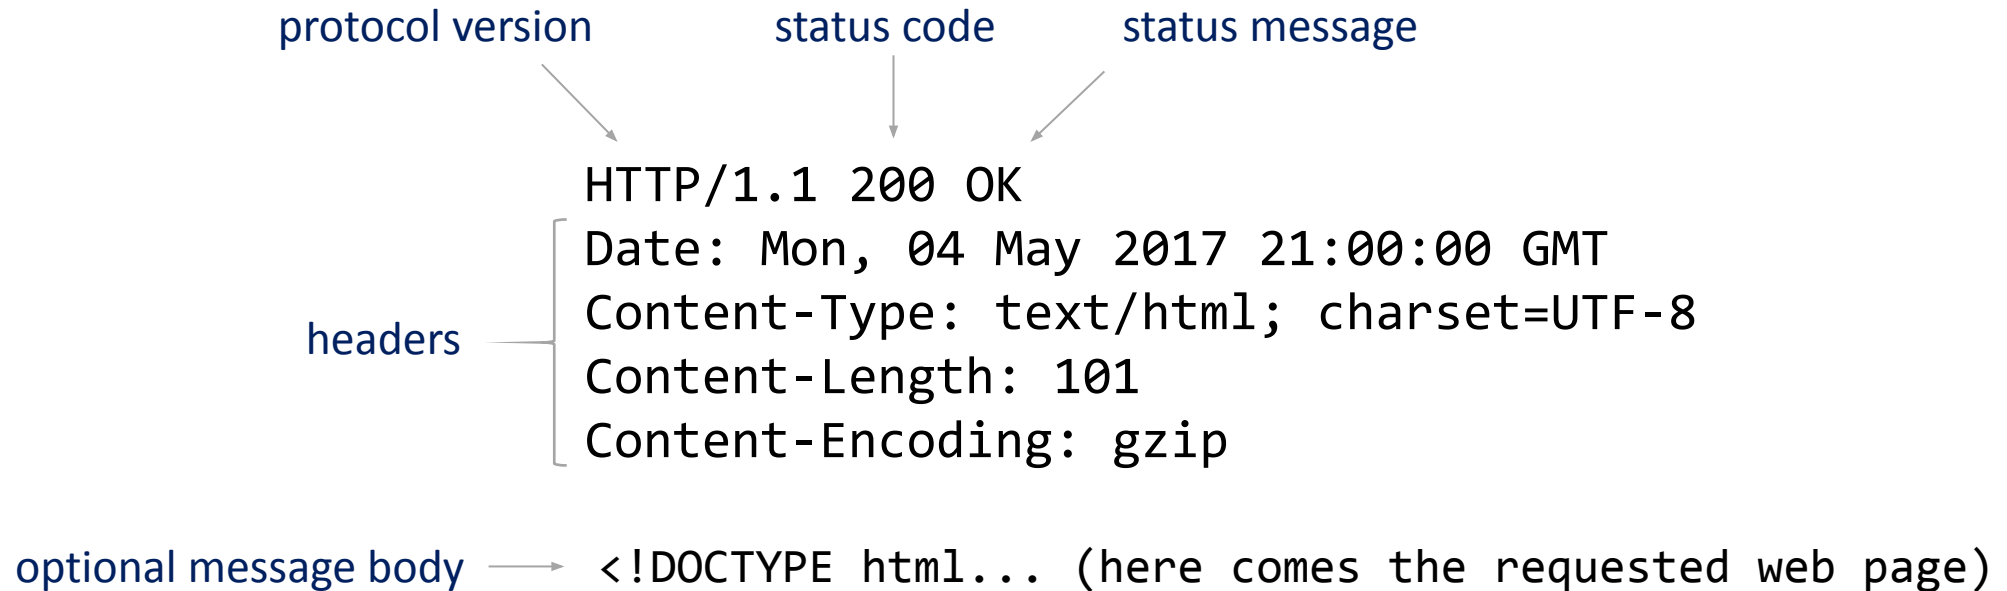 protocol version status code status message
HTTP/1.1 200 OK
Date: Mon, 04 May 2017 21:00:00 GMT
Content-Type: text/html; charset=UTF-8
headers
Content-Length: 101
Content-Encoding: gzip
optional message body <!DOCTYPE html... (here comes the requested web page)